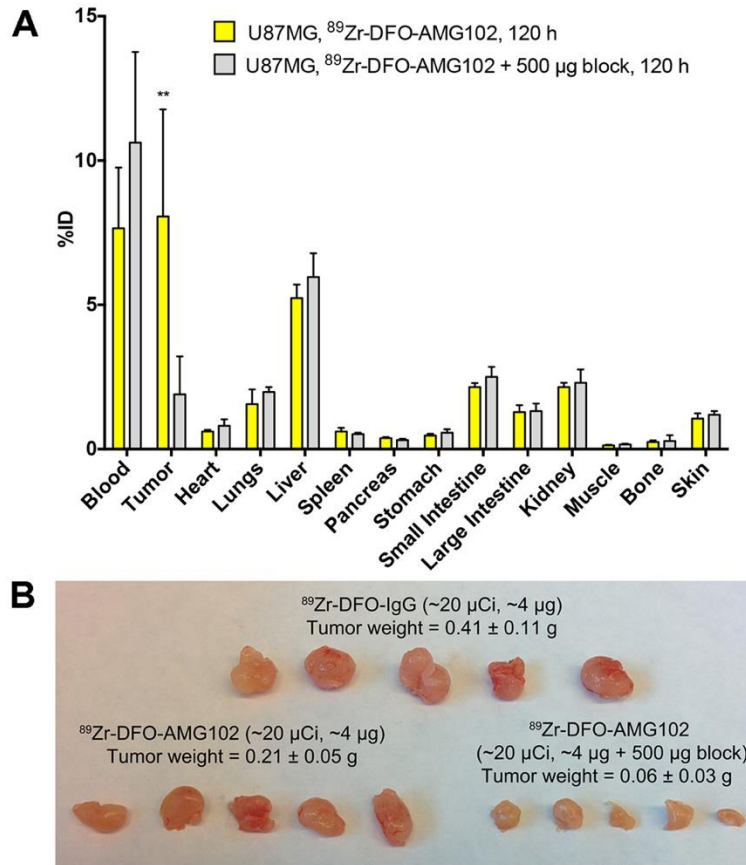 A
15
10
5
0
%ID
U87MG, ⁸⁹Zr-DFO-AMG102, 120 h
U87MG, ⁸⁹Zr-DFO-AMG102 + 500 µg block, 120 h
**
Blood
Tumor
Heart
Lungs
Liver
Spleen
Pancreas
Stomach
Small Intestine
Large Intestine
Kidney
Muscle
Bone
Skin
B
⁸⁹Zr-DFO-IgG (~20 µCi, ~4 µg)
Tumor weight = 0.41 ± 0.11 g
⁸⁹Zr-DFO-AMG102 (~20 µCi, ~4 µg)
Tumor weight = 0.21 ± 0.05 g
⁸⁹Zr-DFO-AMG102
(~20 µCi, ~4 µg + 500 µg block)
Tumor weight = 0.06 ± 0.03 g